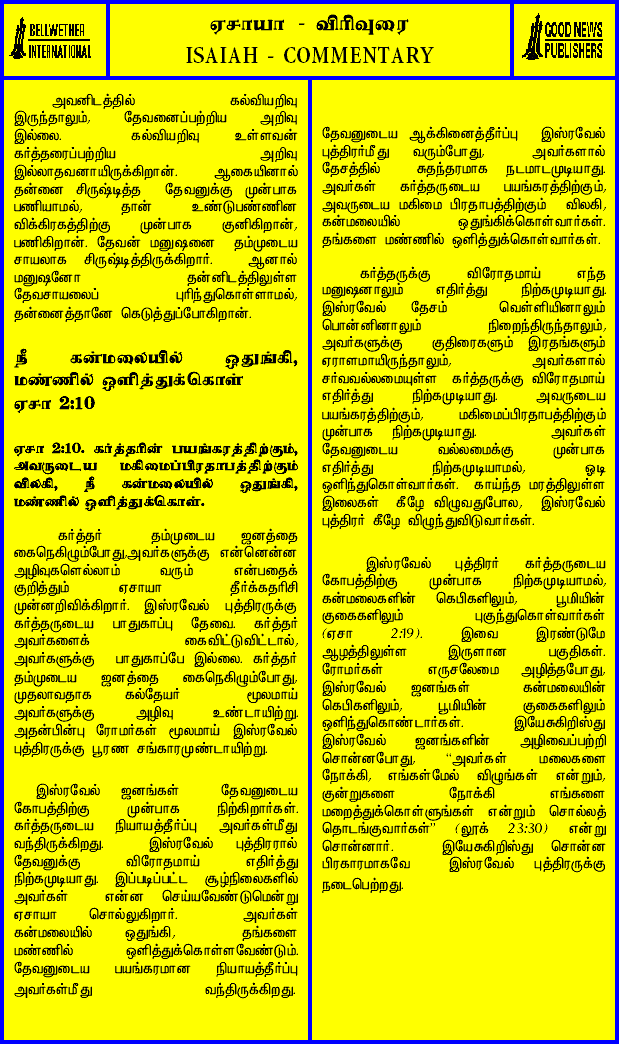 BELLWETHER
INTERNATIONAL
ஏசாயா - விரிவுரை
ISAIAH - COMMENTARY
GOOD NEWS
PUBLISHERS
அவனிடத்தில் கல்வியறிவு
இருந்தாலும், தேவனைப்பற்றிய அறிவு
இல்லை. கல்வியறிவு உள்ளவன்
கர்த்தரைப்பற்றிய அறிவு
இல்லாதவனாயிருக்கிறான். ஆகையினால்
தன்னை சிருஷ்டித்த தேவனுக்கு முன்பாக
பணியாமல், தான் உண்டுபண்ணின
விக்கிரகத்திற்கு முன்பாக குனிகிறான்,
பணிகிறான். தேவன் மனுஷனை தம்முடைய
சாயலாக சிருஷ்டித்திருக்கிறார். ஆனால்
மனுஷனோ தன்னிடத்திலுள்ள
தேவசாயலைப் புரிந்துகொள்ளாமல்,
தன்னைத்தானே கெடுத்துப்போகிறான்.
நீ கன்மலையில் ஒதுங்கி,
மண்ணில் ஒளித்துக்கொள்
ஏசா 2:10
ஏசா 2:10. கர்த்தரின் பயங்கரத்திற்கும்,
அவருடைய மகிமைப்பிரதாபத்திற்கும்
விலகி, நீ கன்மலையில் ஒதுங்கி,
மண்ணில் ஒளித்துக்கொள்.
கர்த்தர் தம்முடைய ஜனத்தை
கைநெகிழும்போது,அவர்களுக்கு என்னென்ன
அழிவுகளெல்லாம் வரும் என்பதைக்
குறித்தும் ஏசாயா தீர்க்கதரிசி
முன்னறிவிக்கிறார். இஸ்ரவேல் புத்திரருக்கு
கர்த்தருடைய பாதுகாப்பு தேவை. கர்த்தர்
அவர்களைக் கைவிட்டுவிட்டால்,
அவர்களுக்கு பாதுகாப்பே இல்லை. கர்த்தர்
தம்முடைய ஜனத்தை கைநெகிழும்போது,
முதலாவதாக கல்தேயர் மூலமாய்
அவர்களுக்கு அழிவு உண்டாயிற்று.
அதன்பின்பு ரோமர்கள் மூலமாய் இஸ்ரவேல்
புத்திரருக்கு பூரண சங்காரமுண்டாயிற்று.
இஸ்ரவேல் ஜனங்கள் தேவனுடைய
கோபத்திற்கு முன்பாக நிற்கிறார்கள்.
கர்த்தருடைய நியாயத்தீர்ப்பு அவர்கள்மீது
வந்திருக்கிறது. இஸ்ரவேல் புத்திரரால்
தேவனுக்கு விரோதமாய் எதிர்த்து
நிற்கமுடியாது. இப்படிப்பட்ட சூழ்நிலைகளில்
அவர்கள் என்ன செய்யவேண்டுமென்று
ஏசாயா சொல்லுகிறார். அவர்கள்
கன்மலையில் ஒதுங்கி, தங்களை
மண்ணில் ஒளித்துக்கொள்ளவேண்டும்.
தேவனுடைய பயங்கரமான நியாயத்தீர்ப்பு
அவர்கள்மீது வந்திருக்கிறது.
தேவனுடைய ஆக்கினைத்தீர்ப்பு இஸ்ரவேல்
புத்திரர்மீது வரும்போது, அவர்களால்
தேசத்தில் சுதந்தரமாக நடமாடமுடியாது.
அவர்கள் கர்த்தருடைய பயங்கரத்திற்கும்,
அவருடைய மகிமை பிரதாபத்திற்கும் விலகி,
கன்மலையில் ஒதுங்கிக்கொள்வார்கள்.
தங்களை மண்ணில் ஒளித்துக்கொள்வார்கள்.
கர்த்தருக்கு விரோதமாய் எந்த
மனுஷனாலும் எதிர்த்து நிற்கமுடியாது.
இஸ்ரவேல் தேசம் வெள்ளியினாலும்
பொன்னினாலும் நிறைந்திருந்தாலும்,
அவர்களுக்கு குதிரைகளும் இரதங்களும்
ஏராளமாயிருந்தாலும், அவர்களால்
சர்வவல்லமையுள்ள கர்த்தருக்கு விரோதமாய்
எதிர்த்து நிற்கமுடியாது. அவருடைய
பயங்கரத்திற்கும், மகிமைப்பிரதாபத்திற்கும்
முன்பாக நிற்கமுடியாது. அவர்கள்
தேவனுடைய வல்லமைக்கு முன்பாக
எதிர்த்து நிற்கமுடியாமல், ஓடி
ஒளிந்துகொள்வார்கள். காய்ந்த மரத்திலுள்ள
இலைகள் கீழே விழுவதுபோல, இஸ்ரவேல்
புத்திரர் கீழே விழுந்துவிடுவார்கள்.
இஸ்ரவேல் புத்திரர் கர்த்தருடைய
கோபத்திற்கு முன்பாக நிற்கமுடியாமல்,
கன்மலைகளின் கெபிகளிலும், பூமியின்
குகைகளிலும் புகுந்துகொள்வார்கள்
(ஏசா 2:19). இவை இரண்டுமே
ஆழத்திலுள்ள இருளான பகுதிகள்.
ரோமர்கள் எருசலேமை அழித்தபோது,
இஸ்ரவேல் ஜனங்கள் கன்மலையின்
கெபிகளிலும், பூமியின் குகைகளிலும்
ஒளிந்துகொண்டார்கள். இயேசுகிறிஸ்து
இஸ்ரவேல் ஜனங்களின் அழிவைப்பற்றி
சொன்னபோது, "அவர்கள் மலைகளை
நோக்கி, எங்கள்மேல் விழுங்கள் என்றும்,
குன்றுகளை நோக்கி எங்களை
மறைத்துக்கொள்ளுங்கள் என்றும் சொல்லத்
தொடங்குவார்கள்" (லூக் 23:30) என்று
சொன்னார். இயேசுகிறிஸ்து சொன்ன
பிரகாரமாகவே இஸ்ரவேல் புத்திரருக்கு
நடைபெற்றது.